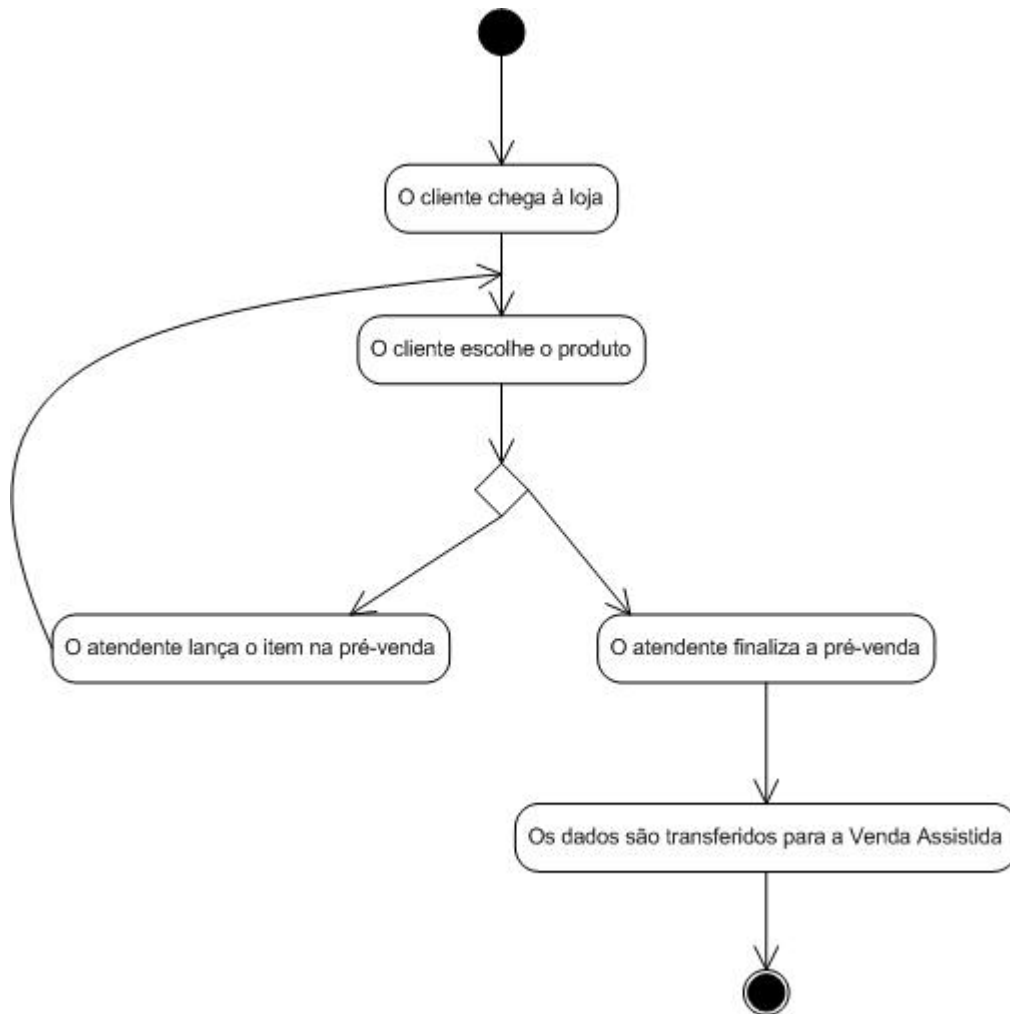 O cliente chega à loja
O cliente escolhe o produto
O atendente lança o item na pré-venda
O atendente finaliza a pré-venda
Os dados são transferidos para a Venda Assistida